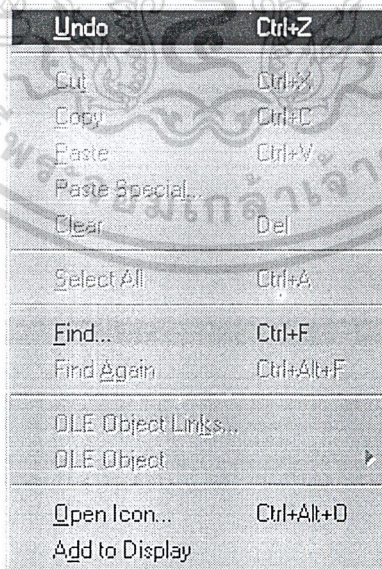 Undo Ctrl+Z
Cut Ctrl+X
Copy Ctrl+C
Paste Ctrl+V
Paste Special...
Clear Del
Select All Ctrl+A
Find... Ctrl+F
Find Again Ctrl+Alt+F
OLE Object Links...
OLE Object
Open Icon... Ctrl+Alt+O
Add to Display